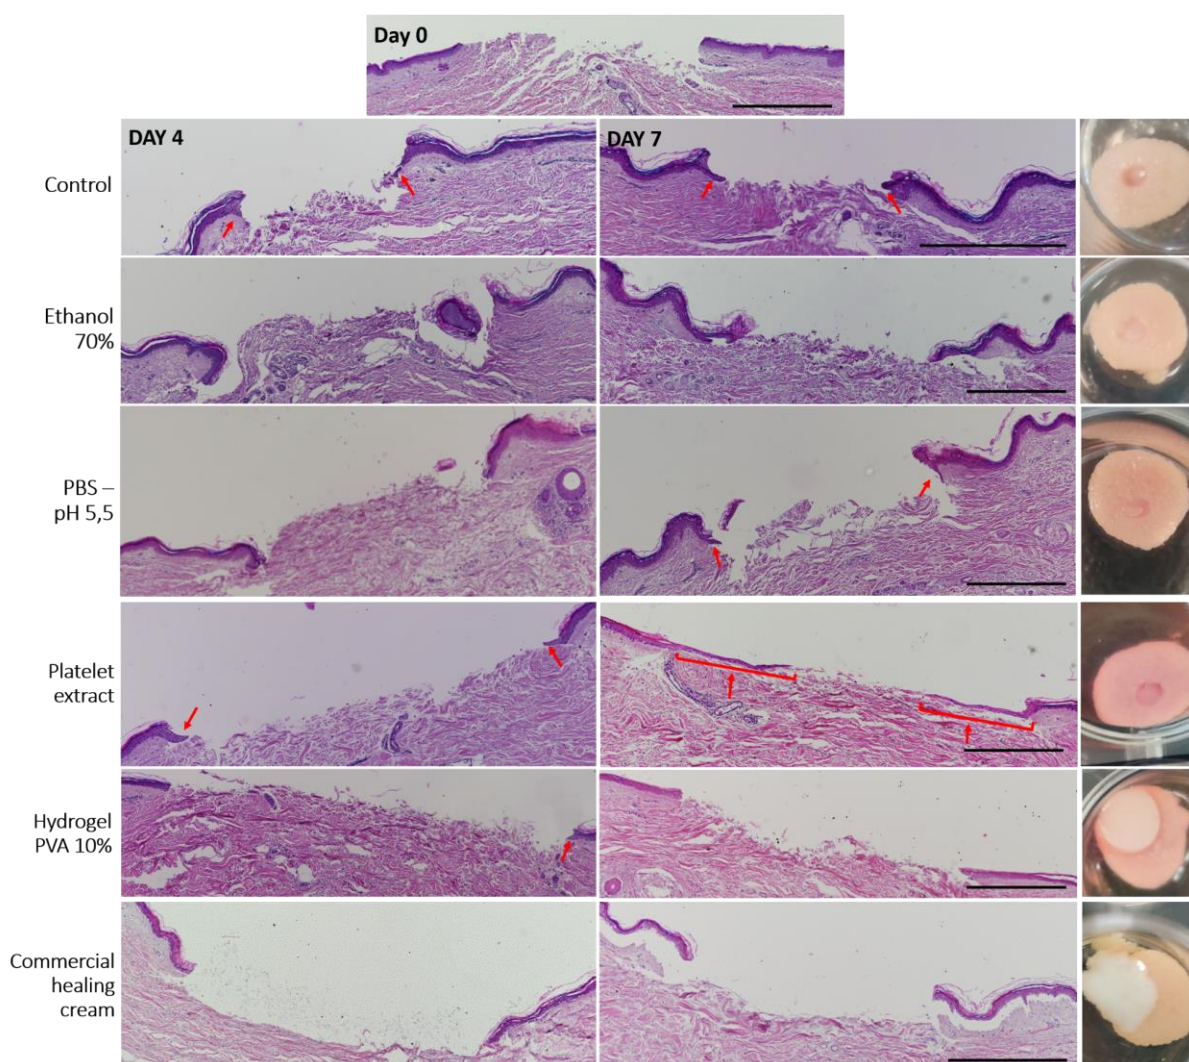 Day 0
DAY 4
DAY 7
Control
Ethanol
70%
PBS –
pH 5,5
Platelet
extract
Hydrogel
PVA 10%
Commercial
healing
cream